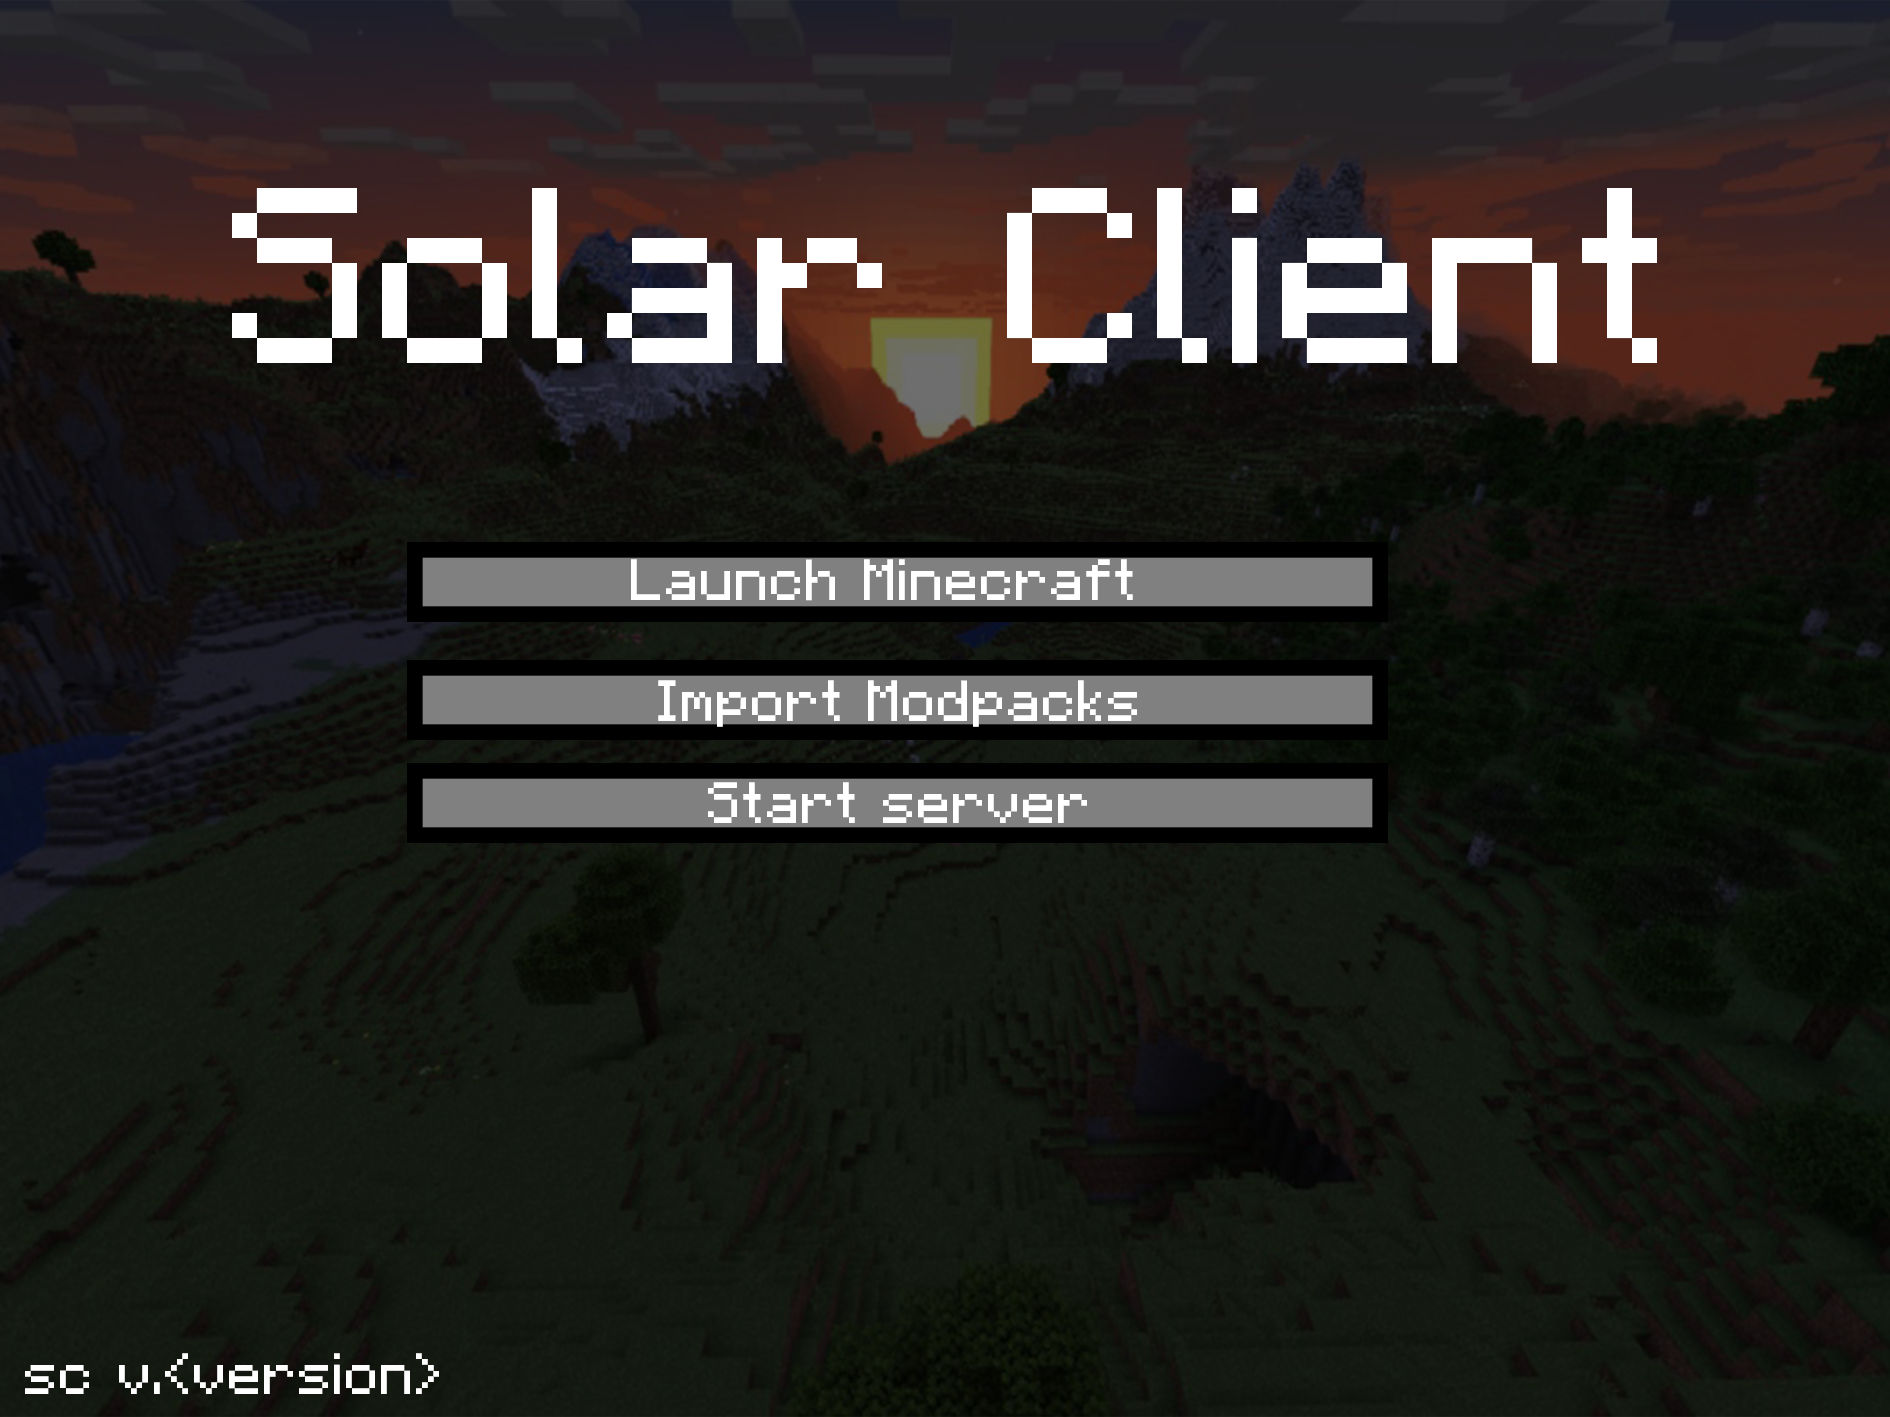 Solar Client
Launch Minecraft
Import Modpacks
Start server
sc v.<version>